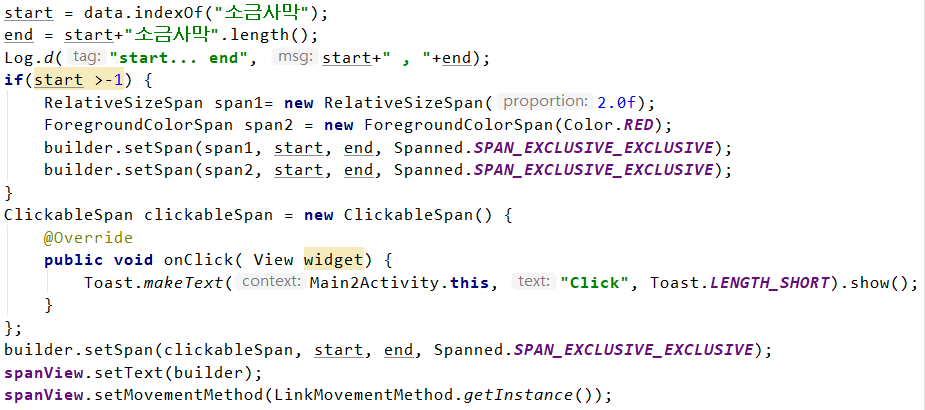 start = data.indexOf("소금사막");
end = start+"소금사막".length();
Log.d( tag: "start... end", msg: start+" , "+end);
if(start >-1) {
RelativeSizeSpan span1= new RelativeSizeSpan( proportion: 2.0f);
ForegroundColorSpan span2 = new ForegroundColorSpan(Color.RED);
builder.setSpan(span1, start, end, Spanned.SPAN_EXCLUSIVE_EXCLUSIVE);
builder.setSpan(span2, start, end, Spanned.SPAN_EXCLUSIVE_EXCLUSIVE);
}
ClickableSpan clickableSpan = new ClickableSpan() {
@Override
public void onClick( View widget) {
Toast.makeText( context: Main2Activity.this, text: "Click", Toast.LENGTH_SHORT).show();
}
};
builder.setSpan(clickableSpan, start, end, Spanned.SPAN_EXCLUSIVE_EXCLUSIVE);
spanView.setText(builder);
spanView.setMovementMethod(LinkMovementMethod.getInstance());